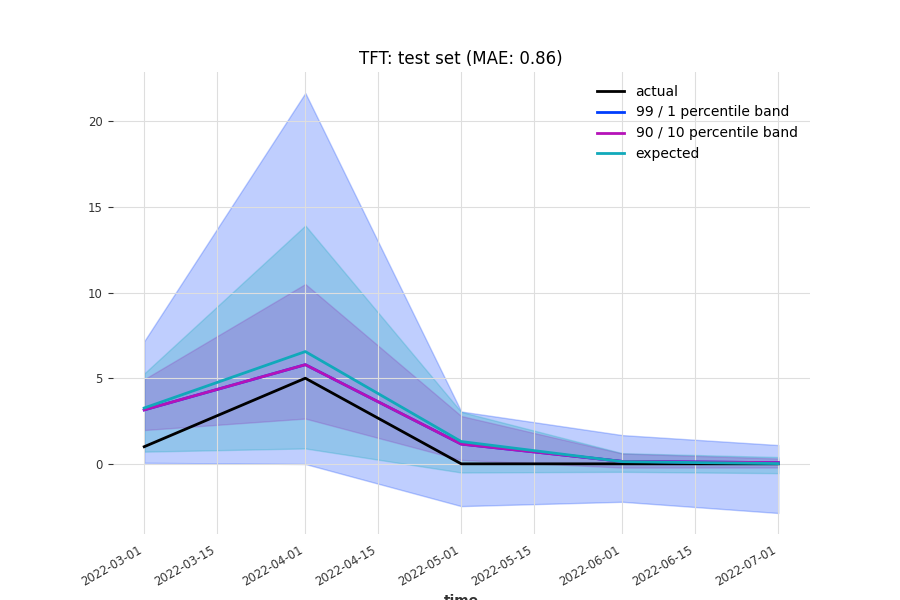 TFT: test set (MAE: 0.86)
actual
99 / 1 percentile band
90 / 10 percentile band
expected
20
15
10
5
0
2022-03-01
2022-03-15
2022-04-01
2022-04-15
2022-05-01
2022-05-15
2022-06-01
2022-06-15
2022-07-01
time